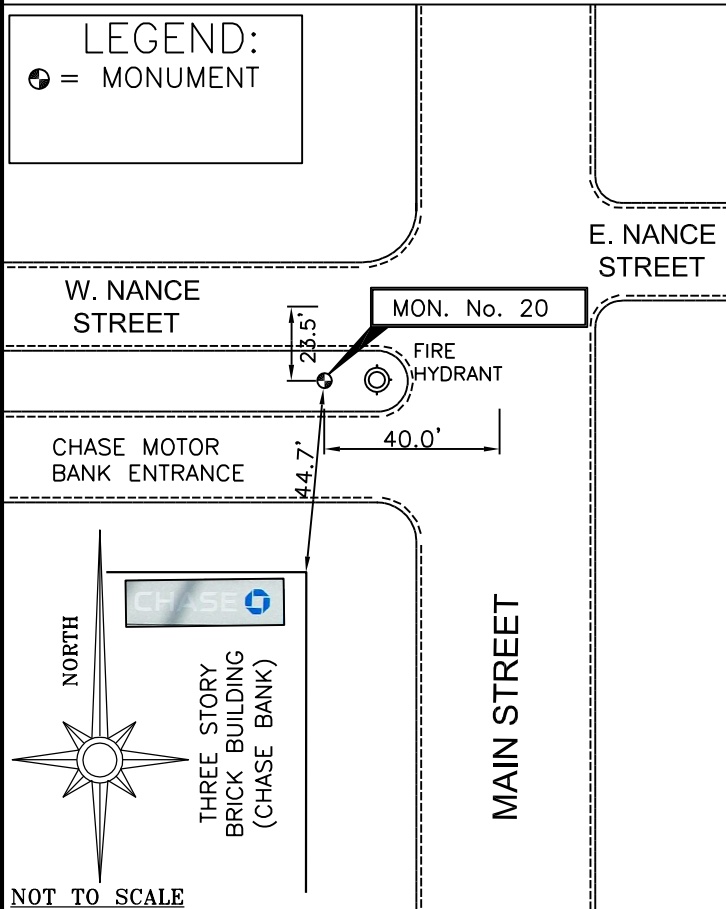 LEGEND:
= MONUMENT
E. NANCE
STREET
W. NANCE
STREET
MON. No. 20
23.5'
FIRE
HYDRANT
CHASE MOTOR
BANK ENTRANCE
40.0'
44.7'
CHASE
NORTH
THREE STORY
BRICK BUILDING
(CHASE BANK)
MAIN STREET
NOT TO SCALE